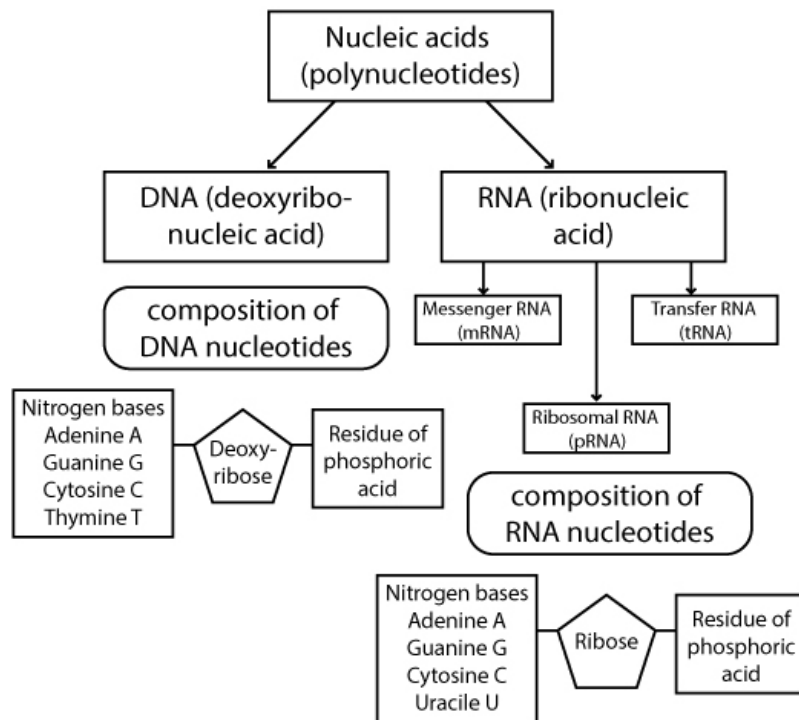 Nucleic acids
(polynucleotides)
DNA (deoxyribo-
nucleic acid)
RNA (ribonucleic
acid)
composition of
DNA nucleotides
Messenger RNA
(mRNA)
Transfer RNA
(tRNA)
Nitrogen bases
Adenine A
Guanine G
Cytosine C
Thymine T
Deoxy-
ribose
Residue of
phosphoric
acid
Ribosomal RNA
(pRNA)
composition of
RNA nucleotides
Nitrogen bases
Adenine A
Guanine G
Cytosine C
Uracile U
Ribose
Residue of
phosphoric
acid